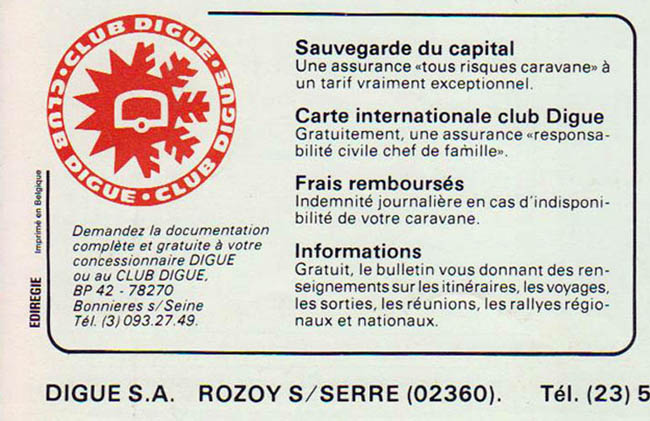 CLUB DIGUE · CLUB DIGUE · CLUB DIGUE ·
Sauvegarde du capital
Une assurance «tous risques caravane» à
un tarif vraiment exceptionnel.
Carte internationale club Digue
Gratuitement, une assurance «responsa-
bilité civile chef de famille».
Frais remboursés
Indemnité journalière en cas d'indisponi-
bilité de votre caravane.
Informations
Gratuit, le bulletin vous donnant des ren-
seignements sur les itinéraires, les voyages,
les sorties, les réunions, les rallyes régio-
naux et nationaux.
Demandez la documentation
complète et gratuite à votre
concessionnaire DIGUE
ou au CLUB DIGUE,
BP 42 - 78270
Bonnieres s/Seine
Tél. (3) 093.27.49.
EDIREGIE Imprimé en Belgique
DIGUE S.A. ROZOY S/SERRE (02360). Tél. (23) 5